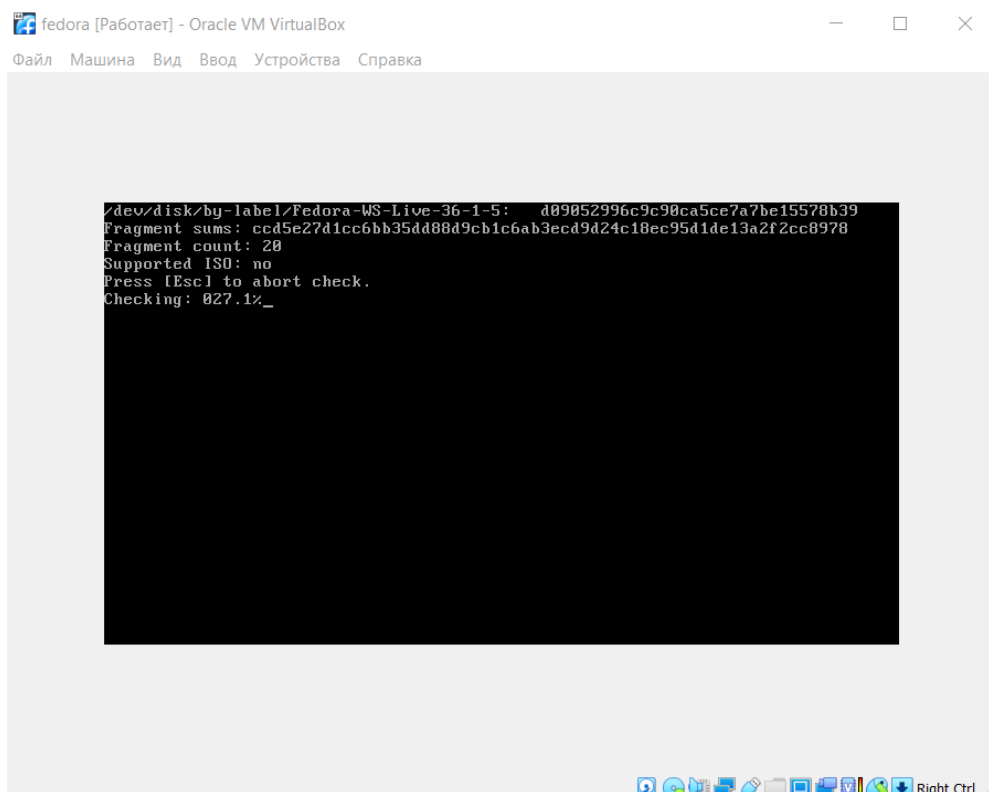 fedora [Работает] - Oracle VM VirtualBox
Файл Машина Вид Ввод Устройства Справка
/dev/disk/by-label/Fedora-WS-Live-36-1-5:   d09052996c9c90ca5ce7a7be15578b39
Fragment sums: ccd5e27d1cc6bb35dd88d9cb1c6ab3ecd9d24c18ec95d1de13a2f2cc8978
Fragment count: 20
Supported ISO: no
Press [Esc] to abort check.
Checking: 027.1%_
Right Ctrl